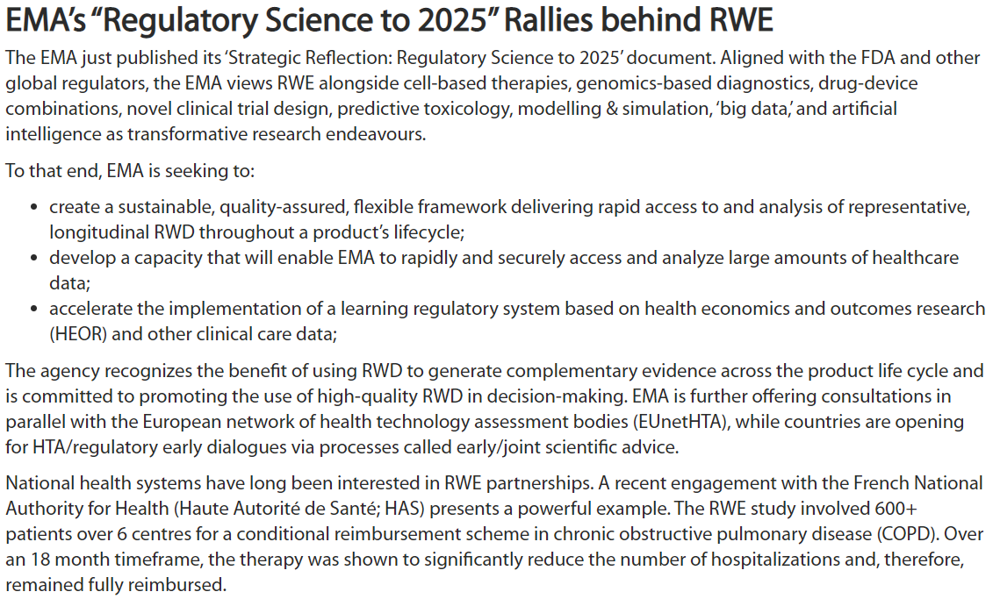 EMA's “Regulatory Science to 2025” Rallies behind RWE
The EMA just published its ‘Strategic Reflection: Regulatory Science to 2025’ document. Aligned with the FDA and other
global regulators, the EMA views RWE alongside cell-based therapies, genomics-based diagnostics, drug-device
combinations, novel clinical trial design, predictive toxicology, modelling & simulation, ‘big data,’ and artificial
intelligence as transformative research endeavours.
To that end, EMA is seeking to:
• create a sustainable, quality-assured, flexible framework delivering rapid access to and analysis of representative,
longitudinal RWD throughout a product’s lifecycle;
• develop a capacity that will enable EMA to rapidly and securely access and analyze large amounts of healthcare
data;
• accelerate the implementation of a learning regulatory system based on health economics and outcomes research
(HEOR) and other clinical care data;
The agency recognizes the benefit of using RWD to generate complementary evidence across the product life cycle and
is committed to promoting the use of high-quality RWD in decision-making. EMA is further offering consultations in
parallel with the European network of health technology assessment bodies (EUnetHTA), while countries are opening
for HTA/regulatory early dialogues via processes called early/joint scientific advice.
National health systems have long been interested in RWE partnerships. A recent engagement with the French National
Authority for Health (Haute Autorité de Santé; HAS) presents a powerful example. The RWE study involved 600+
patients over 6 centres for a conditional reimbursement scheme in chronic obstructive pulmonary disease (COPD). Over
an 18 month timeframe, the therapy was shown to significantly reduce the number of hospitalizations and, therefore,
remained fully reimbursed.